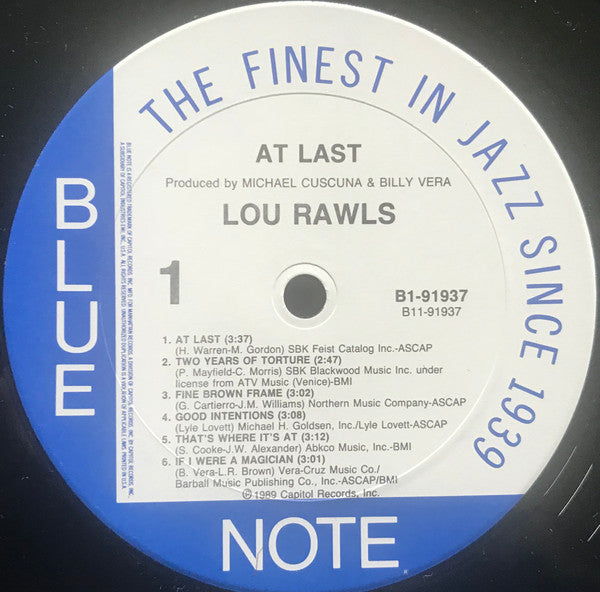 THE FINEST IN JAZZ SINCE 1939
BLUE
NOTE
AT LAST
Produced by MICHAEL CUSCUNA & BILLY VERA
LOU RAWLS
1
B1-91937
B11-91937
1. AT LAST (3:37)
(H. Warren-M. Gordon) SBK Feist Catalog Inc.-ASCAP
2. TWO YEARS OF TORTURE (2:47)
(P. Mayfield-C. Morris) SBK Blackwood Music Inc. under
license from ATV Music (Venice)-BMI
3. FINE BROWN FRAME (3:02)
(G. Cartierro-J.M. Williams) Northern Music Company-ASCAP
4. GOOD INTENTIONS (3:08)
(Lyle Lovett) Michael H. Goldsen, Inc./Lyle Lovett-ASCAP
5. THAT'S WHERE IT'S AT (3:12)
(S. Cooke-J.W. Alexander) Abkco Music, Inc.-BMI
6. IF I WERE A MAGICIAN (3:01)
(B. Vera-L.R. Brown) Vera-Cruz Music Co./
Barball Music Publishing Co., Inc.-ASCAP/BMI
℗1989 Capitol Records, Inc.